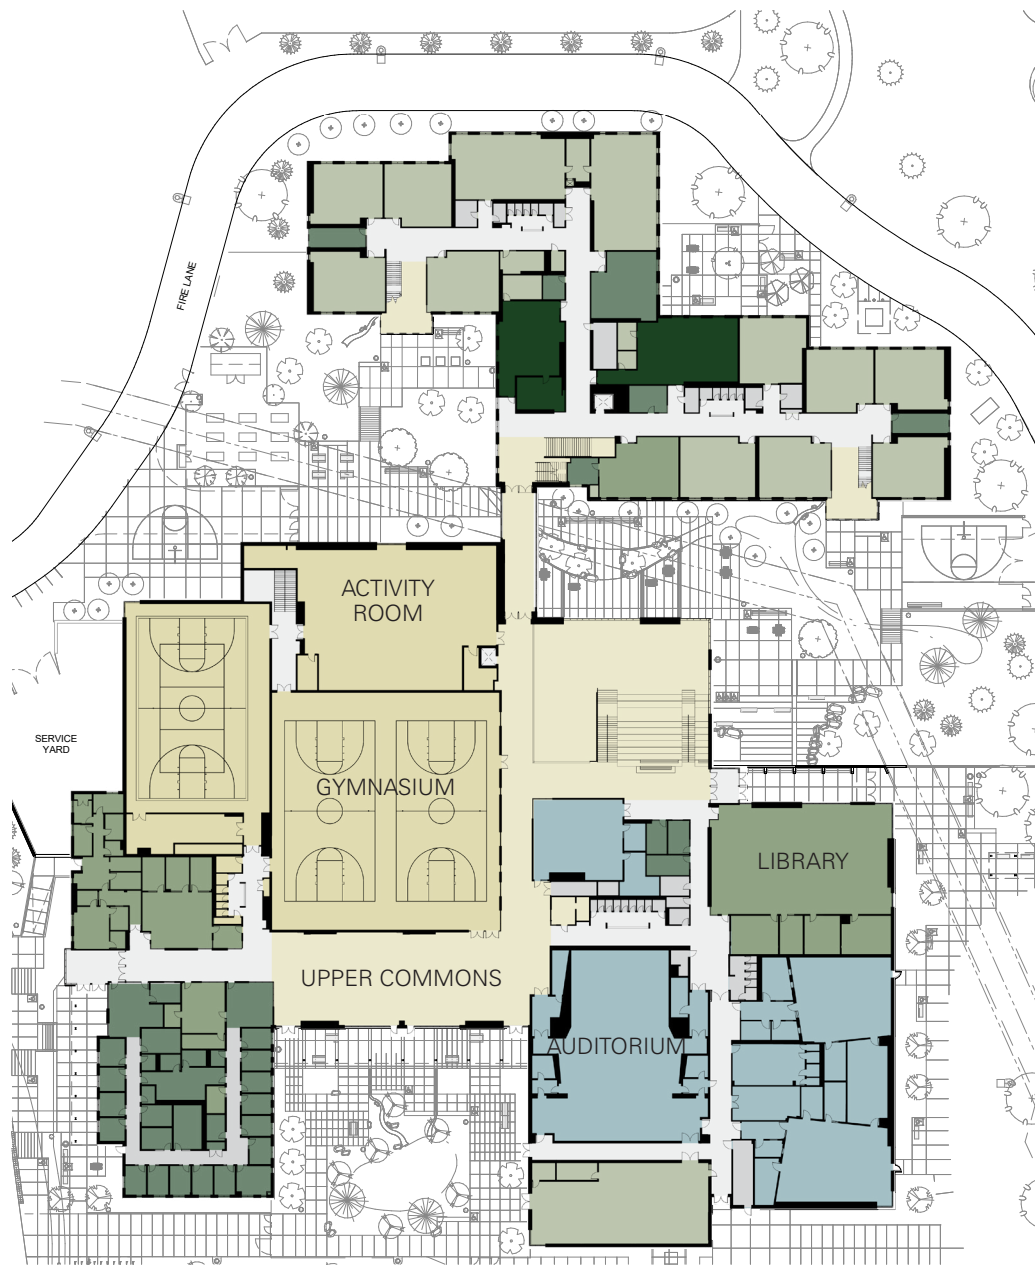 FIRE LANE
ACTIVITY
ROOM
SERVICE
YARD
GYMNASIUM
LIBRARY
UPPER COMMONS
AUDITORIUM